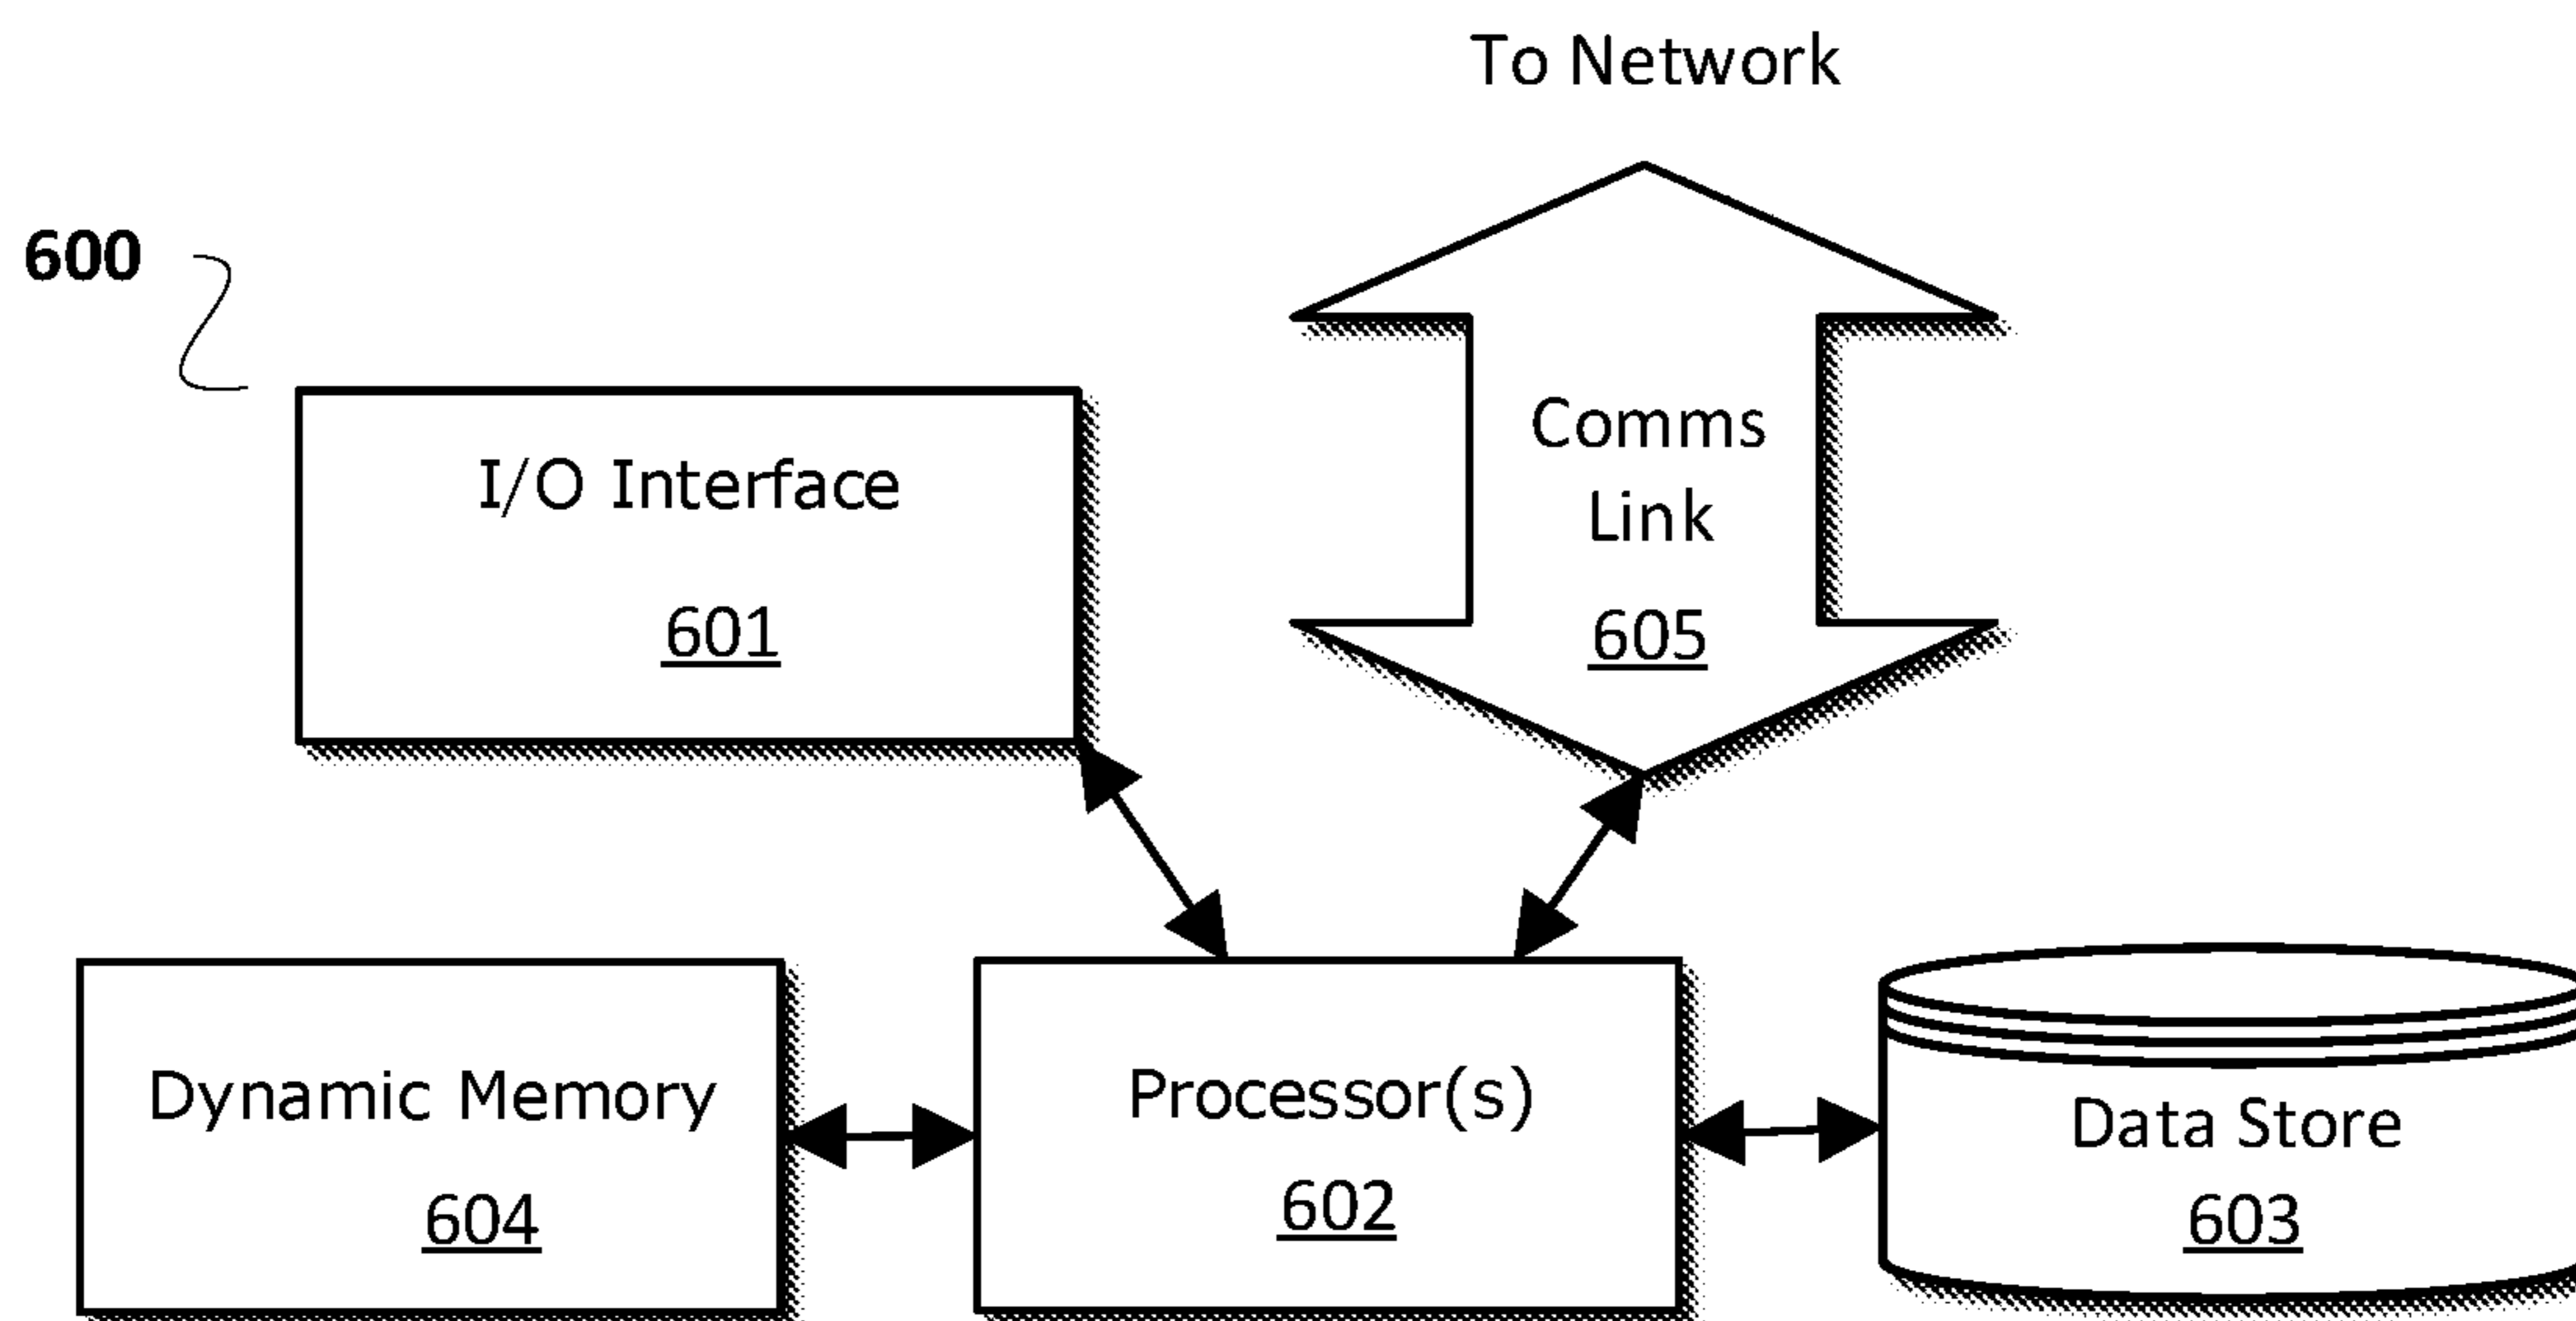 To Network
600
I/O Interface
601
Comms
Link
605
Dynamic Memory
604
Processor(s)
602
Data Store
603